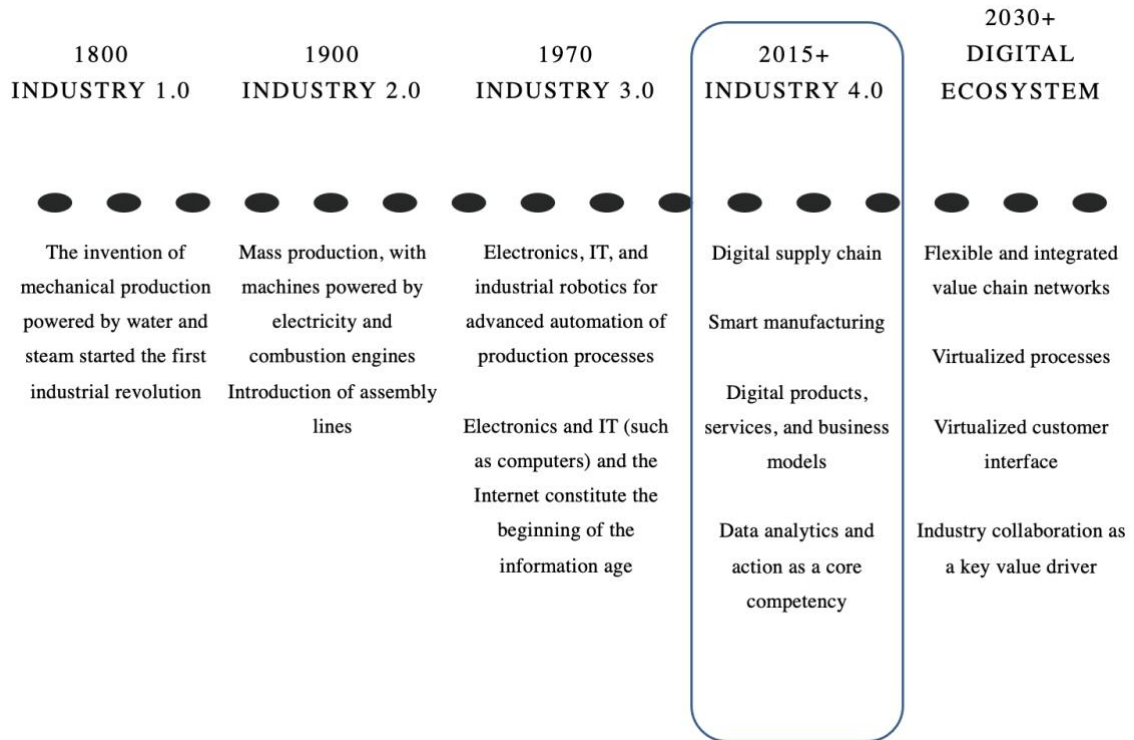 1800
INDUSTRY 1.0
1900
INDUSTRY 2.0
1970
INDUSTRY 3.0
2015+
INDUSTRY 4.0
2030+
DIGITAL
ECOSYSTEM
The invention of
mechanical production
powered by water and
steam started the first
industrial revolution
Mass production, with
machines powered by
electricity and
combustion engines
Introduction of assembly
lines
Electronics, IT, and
industrial robotics for
advanced automation of
production processes
Electronics and IT (such
as computers) and the
Internet constitute the
beginning of the
information age
Digital supply chain
Smart manufacturing
Digital products,
services, and business
models
Data analytics and
action as a core
competency
Flexible and integrated
value chain networks
Virtualized processes
Virtualized customer
interface
Industry collaboration as
a key value driver